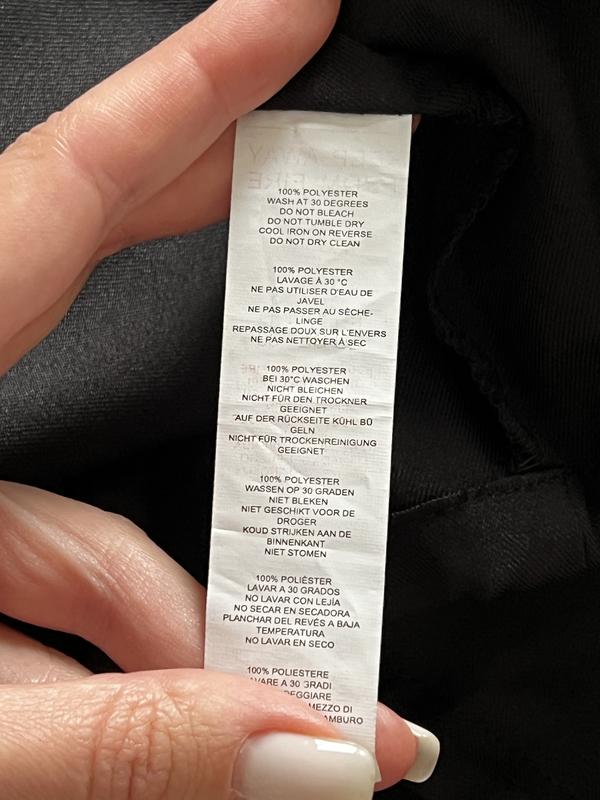 100% POLYESTER
WASH AT 30 DEGREES
DO NOT BLEACH
DO NOT TUMBLE DRY
COOL IRON ON REVERSE
DO NOT DRY CLEAN
100% POLYESTER
LAVAGE À 30 °C
NE PAS UTILISER D'EAU DE
JAVEL
NE PAS PASSER AU SÈCHE-
LINGE
REPASSAGE DOUX SUR L'ENVERS
NE PAS NETTOYER À SEC
100% POLYESTER
BEI 30°C WASCHEN
NICHT BLEICHEN
NICHT FÜR DEN TROCKNER
GEEIGNET
AUF DER RÜCKSEITE KÜHL BÜ
GELN
NICHT FÜR TROCKENREINIGUNG
GEEIGNET
100% POLYESTER
WASSEN OP 30 GRADEN
NIET BLEKEN
NIET GESCHIKT VOOR DE
DROGER
KOUD STRIJKEN AAN DE
BINNENKANT
NIET STOMEN
100% POLIÉSTER
LAVAR A 30 GRADOS
NO LAVAR CON LEJÍA
NO SECAR EN SECADORA
PLANCHAR DEL REVÉS A BAJA
TEMPERATURA
NO LAVAR EN SECO
100% POLIESTERE
A 30 GRADI
MEZZO DI